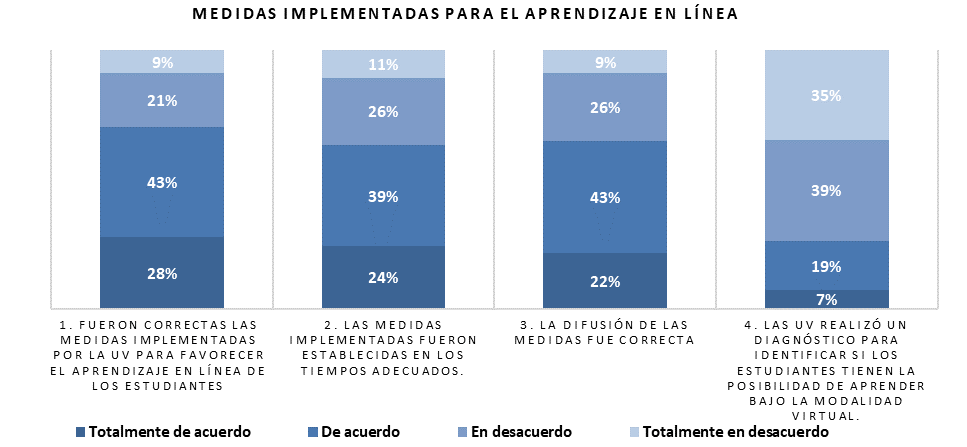 MEDIDAS IMPLEMENTADAS PARA EL APRENDIZAJE EN LÍNEA
9% 11% 9% 35%
21% 26% 26% 39%
43% 39% 43% 19%
28% 24% 22% 7%
1. FUERON CORRECTAS LAS
MEDIDAS IMPLEMENTADAS
POR LA UV PARA FAVORECER
EL APRENDIZAJE EN LÍNEA DE
LOS ESTUDIANTES
2. LAS MEDIDAS
IMPLEMENTADAS FUERON
ESTABLECIDAS EN LOS
TIEMPOS ADECUADOS.
3. LA DIFUSIÓN DE LAS
MEDIDAS FUE CORRECTA
4. LAS UV REALIZÓ UN
DIAGNÓSTICO PARA
IDENTIFICAR SI LOS
ESTUDIANTES TIENEN LA
POSIBILIDAD DE APRENDER
BAJO LA MODALIDAD
VIRTUAL.
Totalmente de acuerdo De acuerdo En desacuerdo Totalmente en desacuerdo